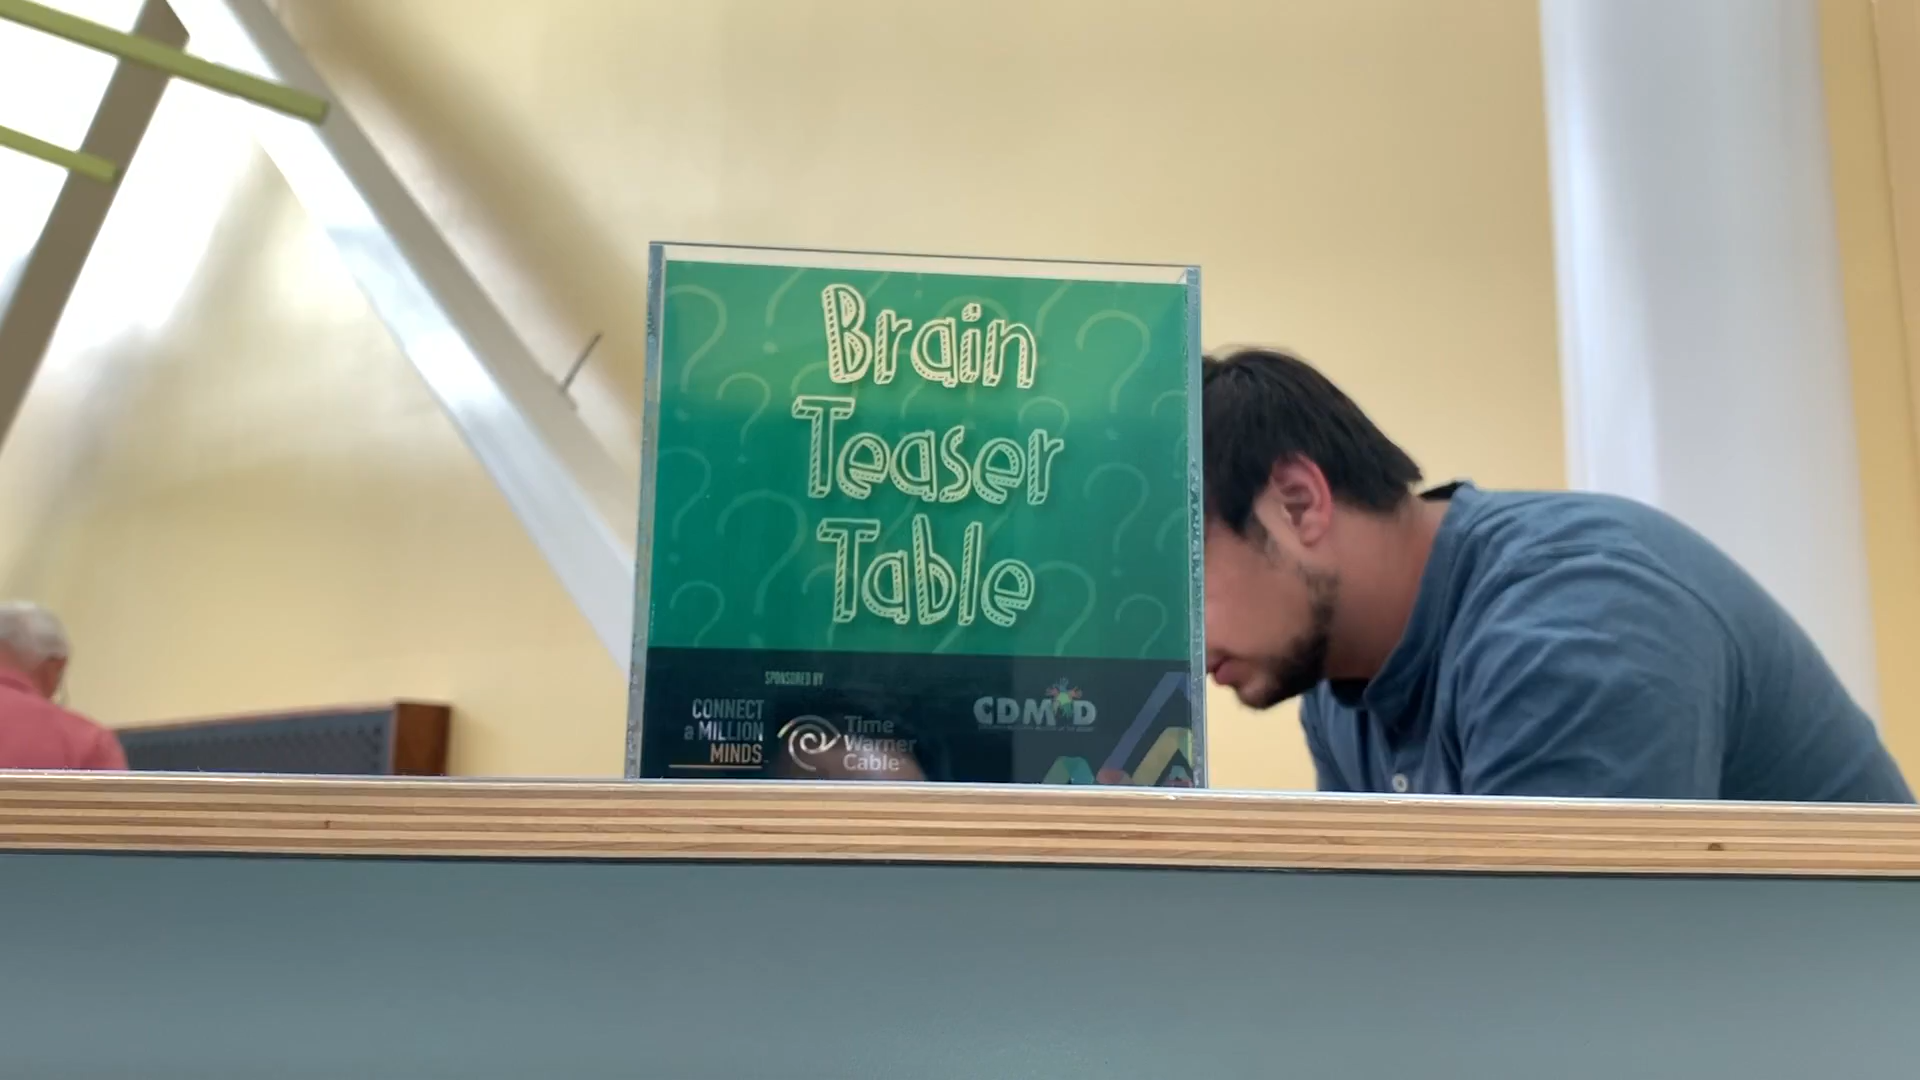 Brain
Teaser
Table
SPONSORED BY
CONNECT
a MILLION
MINDS
Time
Warner
Cable
CDMD